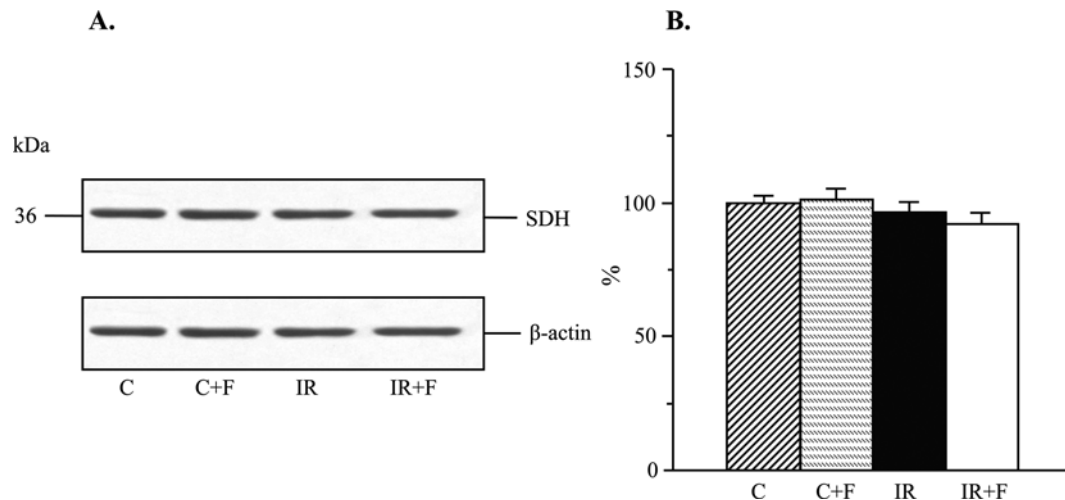 A.
kDa
36
SDH
β-actin
C C+F IR IR+F
B.
150
100
%
50
0
C C+F IR IR+F